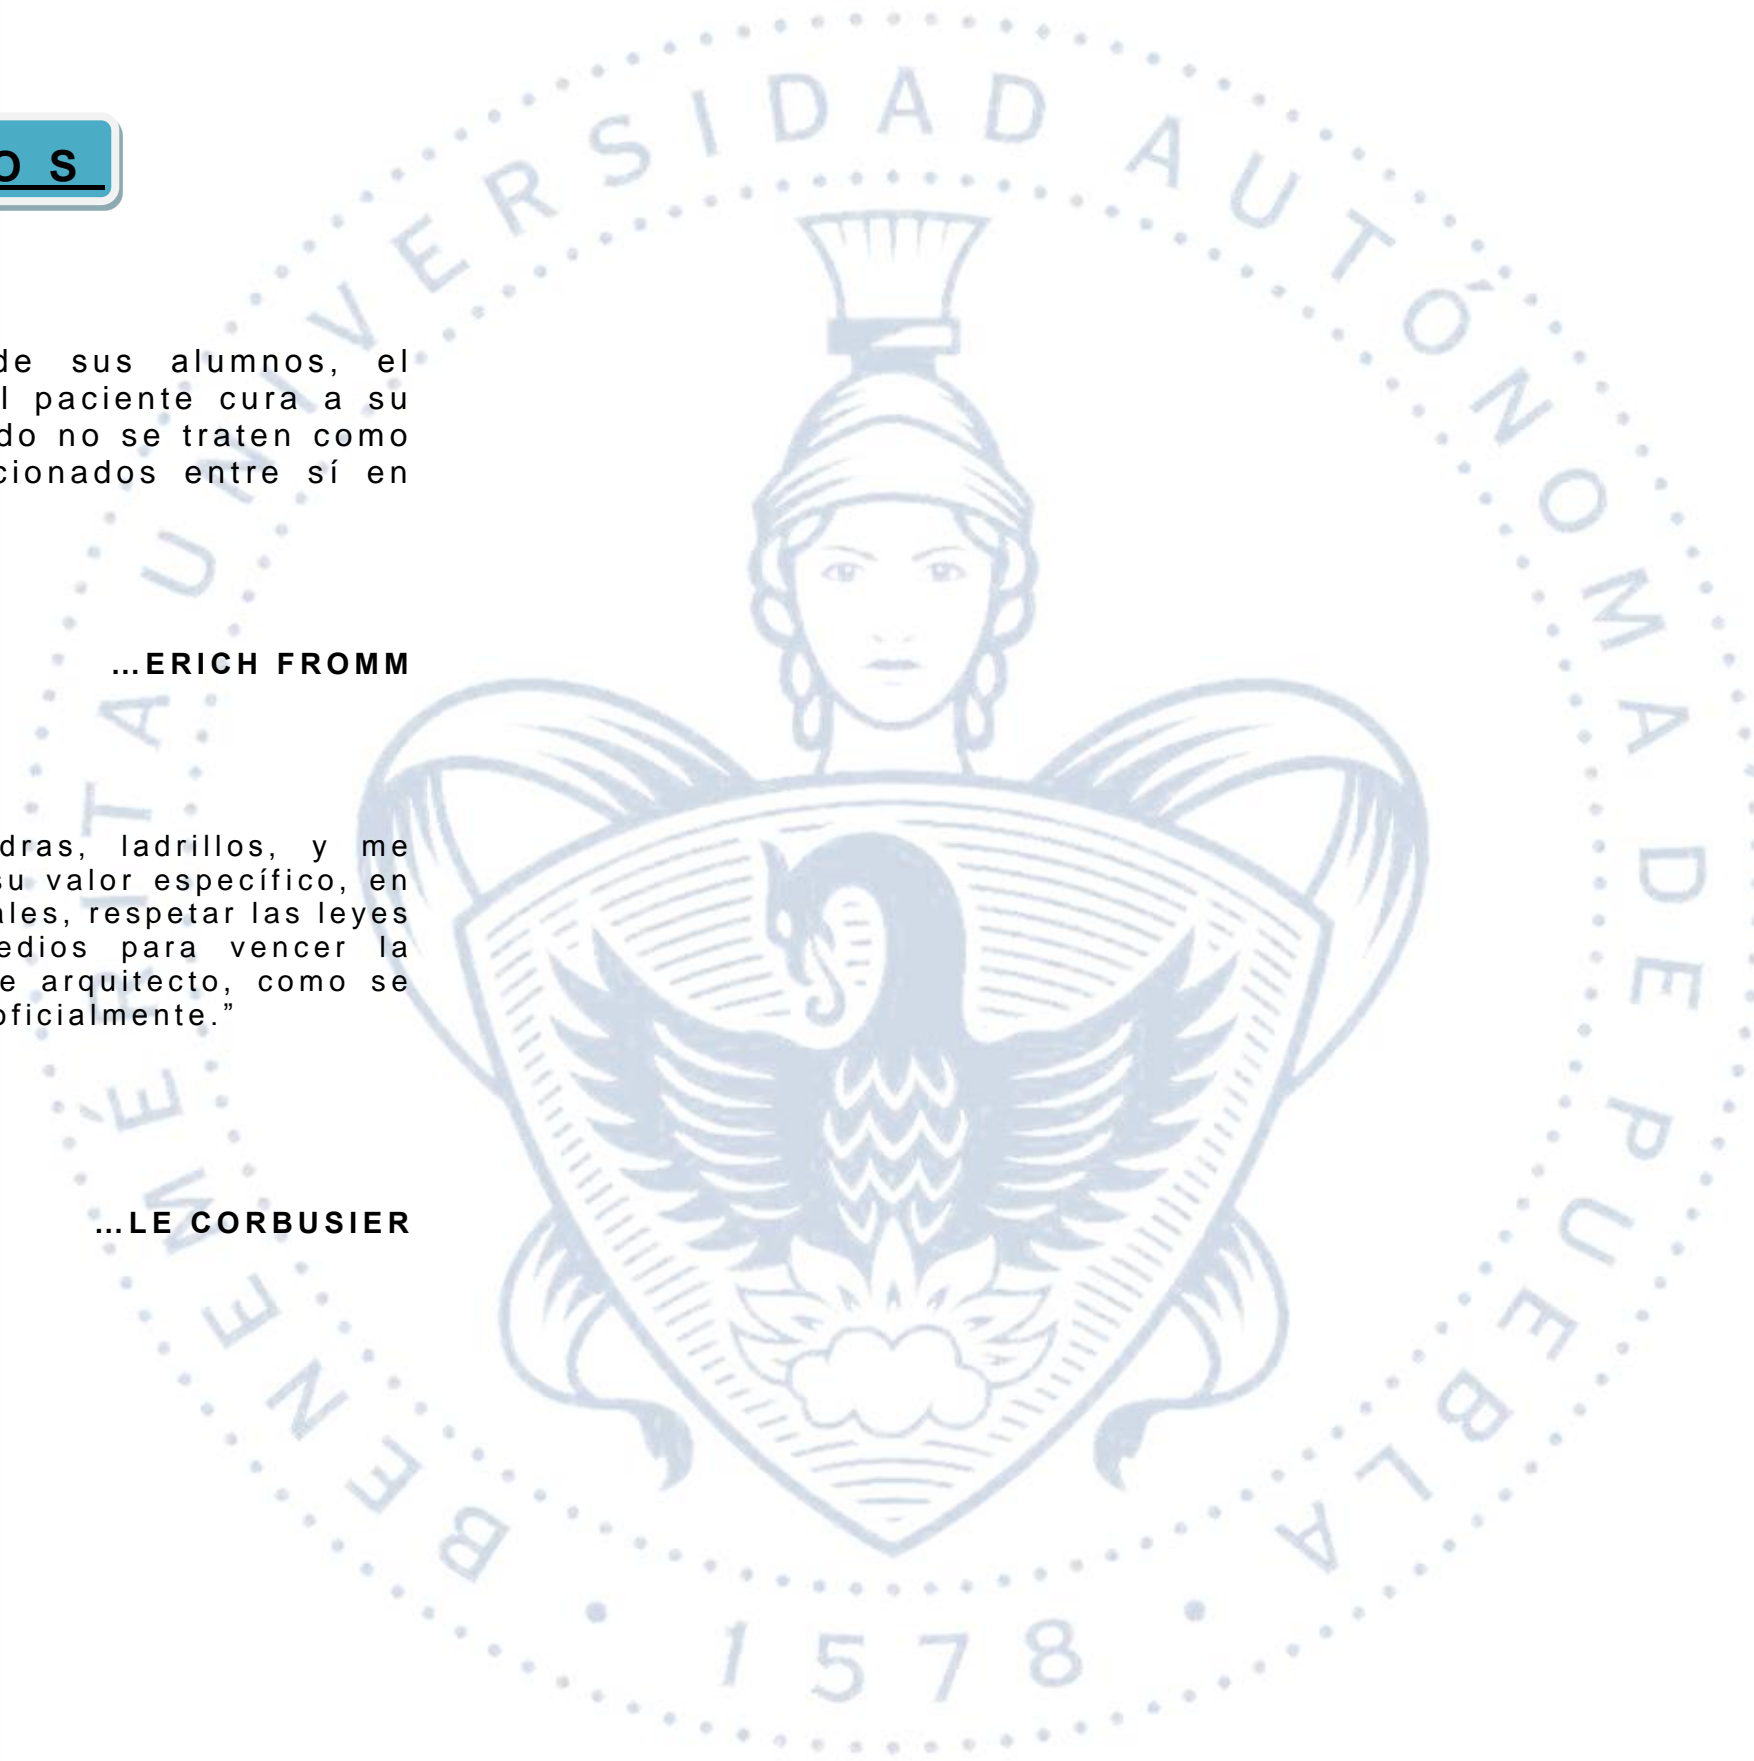 O S
de sus alumnos, el
l paciente cura a su
do no se traten como
cionados entre sí en
...ERICH FROMM
dras, ladrillos, y me
su valor específico, en
ales, respetar las leyes
edios para vencer la
e arquitecto, como se
oficialmente.”
...LE CORBUSIER
BENEMÉRITA UNIVERSIDAD AUTÓNOMA DE PUEBLA
1578